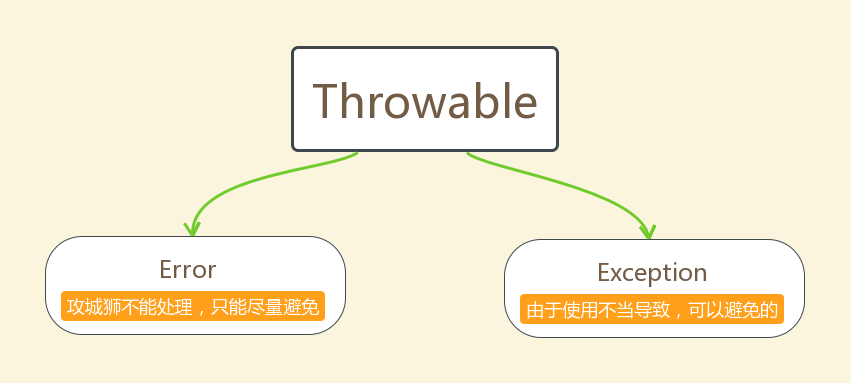 Throwable
Error
攻城狮不能处理，只能尽量避免
Exception
由于使用不当导致，可以避免的